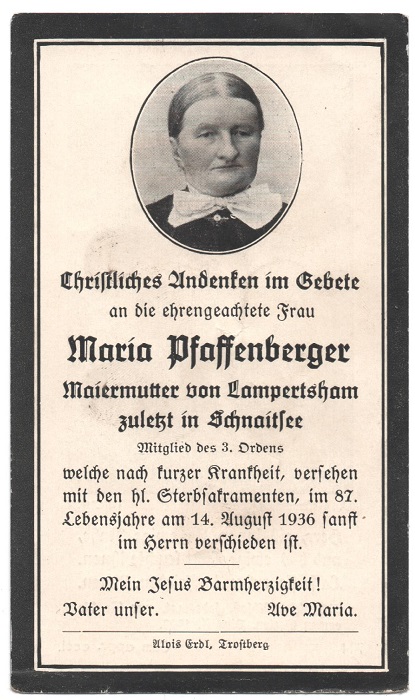 Christliches Andenken im Gebete
an die ehrengeachtete Frau
Maria Pfaffenberger
Maiermutter von Lampertsham
zuletzt in Schnaitsee
Mitglied des 3. Ordens
welche nach kurzer Krankheit, versehen
mit den hl. Sterbsakramenten, im 87.
Lebensjahre am 14. August 1936 sanft
im Herrn verschieden ist.
Mein Jesus Barmherzigkeit!
Vater unser. Ave Maria.
Alois Erdl, Trostberg